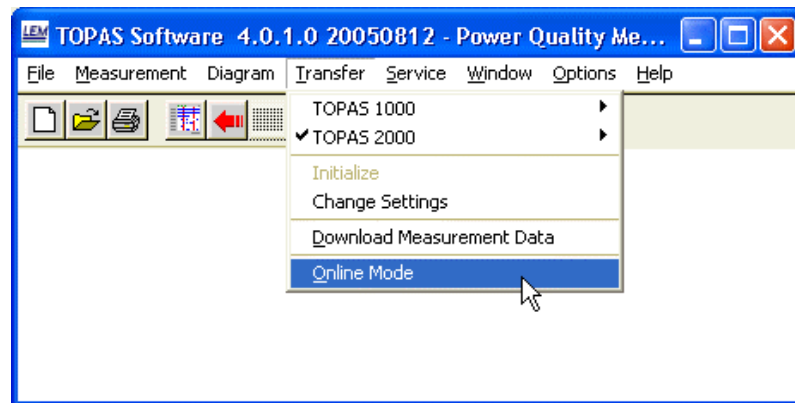 LEM TOPAS Software 4.0.1.0 20050812 - Power Quality Me...
File Measurement Diagram Transfer Service Window Options Help
TOPAS 1000
TOPAS 2000
Initialize
Change Settings
Download Measurement Data
Online Mode